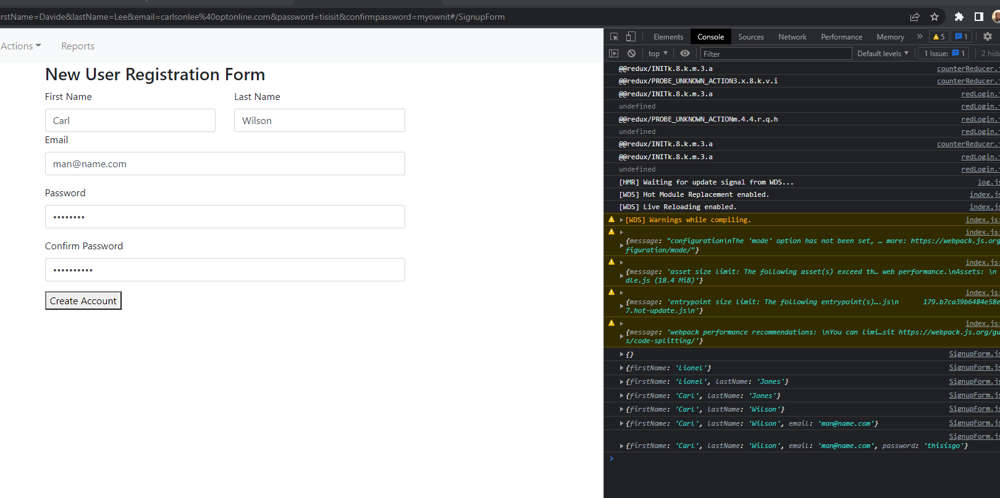 irstName=Davide&lastName=Lee&email=carlsonlee%40optonline.com&password=tisisit&confirmpassword=myownit#/SignupForm
Actions Reports
New User Registration Form
First Name Last Name
Carl Wilson
Email
man@name.com
Password
••••••••
Confirm Password
••••••••••
Create Account
Elements Console Sources Network Performance Memory » 5 1
top Filter Default levels 1 Issue: 1 2 hid
@@redux/INITk.8.k.m.3.a counterReducer.
@@redux/PROBE_UNKNOWN_ACTION3.x.8.k.v.i counterReducer.
@@redux/INITk.8.k.m.3.a redLogin.
undefined redLogin.
@@redux/PROBE_UNKNOWN_ACTIONm.4.4.r.q.h redLogin.
undefined redLogin.
@@redux/INITk.8.k.m.3.a counterReducer.
@@redux/INITk.8.k.m.3.a redLogin.
undefined redLogin.
[HMR] Waiting for update signal from WDS... log.js
[WDS] Hot Module Replacement enabled. index.js
[WDS] Live Reloading enabled. index.js
[WDS] Warnings while compiling. index.js:
index.js:
{message: "configuration\nThe 'mode' option has not been set, … more: https://webpack.js.org
figuration/mode/"}
index.js:
{message: 'asset size limit: The following asset(s) exceed th… web performance.\nAssets: \n
dle.js (18.4 MiB)'}
index.js:
{message: 'entrypoint size limit: The following entrypoint(s)….js\n 179.b7ca39b6484e58e
7.hot-update.js\n'}
index.js:
{message: 'webpack performance recommendations: \nYou can limi…sit https://webpack.js.org/gu
s/code-splitting/'}
{} SignupForm.js
{firstName: 'Lionel'} SignupForm.js
{firstName: 'Lionel', lastName: 'Jones'} SignupForm.js
{firstName: 'Carl', lastName: 'Jones'} SignupForm.js
{firstName: 'Carl', lastName: 'Wilson'} SignupForm.js
{firstName: 'Carl', lastName: 'Wilson', email: 'man@name.com'} SignupForm.js
SignupForm.js
{firstName: 'Carl', lastName: 'Wilson', email: 'man@name.com', password: 'thisisgo'}